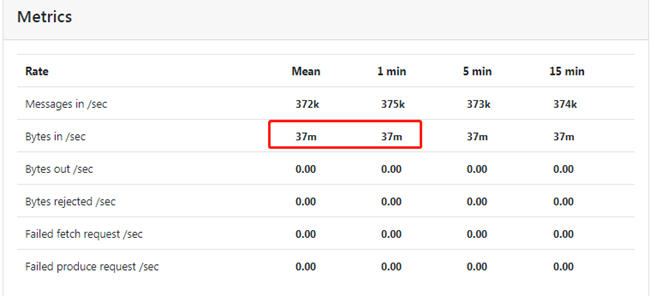 Metrics
Rate Mean 1 min 5 min 15 min
Messages in /sec 372k 375k 373k 374k
Bytes in /sec 37m 37m 37m 37m
Bytes out /sec 0.00 0.00 0.00 0.00
Bytes rejected /sec 0.00 0.00 0.00 0.00
Failed fetch request /sec 0.00 0.00 0.00 0.00
Failed produce request /sec 0.00 0.00 0.00 0.00